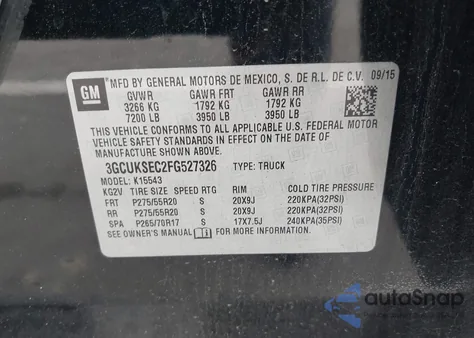 GM
MFD BY GENERAL MOTORS DE MEXICO, S. DE R.L. DE C.V. 09/15
GVWR GAWR FRT GAWR RR
3266 KG 1792 KG 1792 KG
7200 LB 3950 LB 3950 LB
THIS VEHICLE CONFORMS TO ALL APPLICABLE U.S. FEDERAL MOTOR
VEHICLE SAFETY STANDARDS IN EFFECT ON THE
DATE OF MANUFACTURE SHOWN ABOVE.
3GCUKSEC2FG527326 TYPE: TRUCK
MODEL: K15543
KG2V TIRE SIZE SPEED RTG RIM COLD TIRE PRESSURE
FRT P275/55R20 S 20X9J 220KPA(32PSI)
RR P275/55R20 S 20X9J 220KPA(32PSI)
SPA P265/70R17 S 17X7.5J 240KPA(35PSI)
SEE OWNER'S MANUAL FOR MORE INFORMATION.
autoSnap